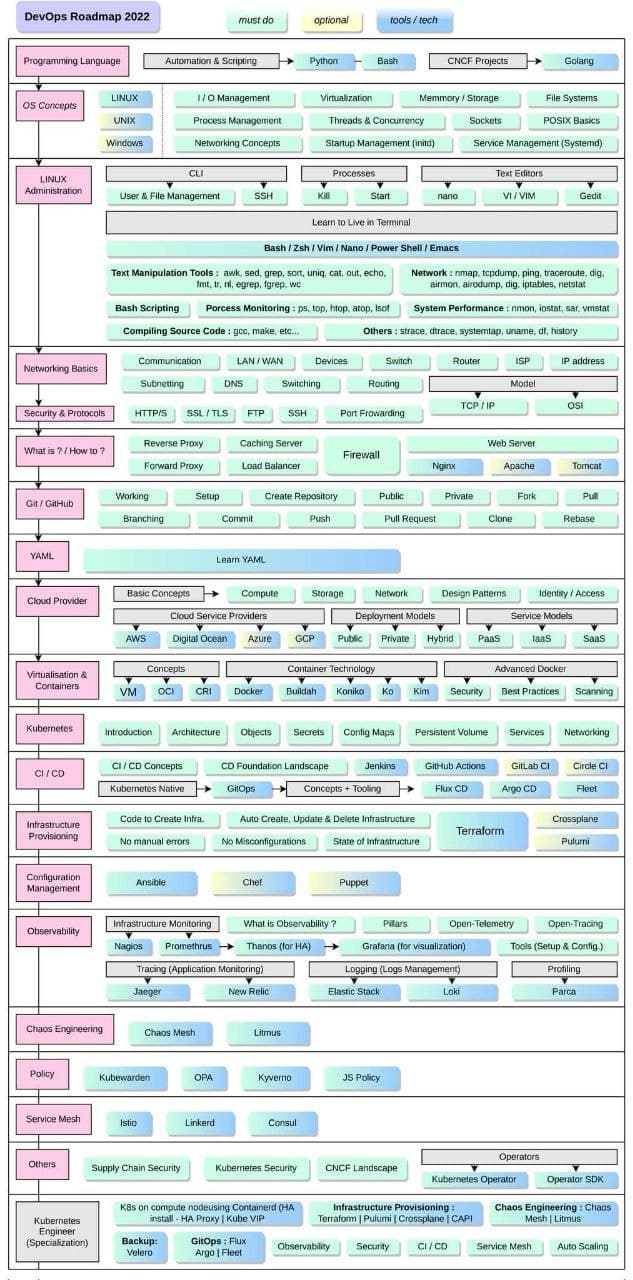 DevOps Roadmap 2022
must do
optional
tools / tech
Programming Language
Automation & Scripting
Python
Bash
CNCF Projects
Golang
OS Concepts
LINUX
I / O Management
Virtualization
Memmory / Storage
File Systems
UNIX
Process Management
Threads & Concurrency
Sockets
POSIX Basics
Windows
Networking Concepts
Startup Management (initd)
Service Management (Systemd)
LINUX
Administration
CLI
Processes
Text Editors
User & File Management
SSH
Kill
Start
nano
VI / VIM
Gedit
Learn to Live in Terminal
Bash / Zsh / Vim / Nano / Power Shell / Emacs
Text Manipulation Tools : awk, sed, grep, sort, uniq, cat, out, echo,
fmt, tr, nl, egrep, fgrep, wc
Network : nmap, tcpdump, ping, traceroute, dig,
airmon, airodump, dig, iptables, netstat
Bash Scripting
Porcess Monitoring : ps, top, htop, atop, lsof
System Performance : nmon, iostat, sar, vmstat
Compiling Source Code : gcc, make, etc...
Others : strace, dtrace, systemtap, uname, df, history
Networking Basics
Communication
LAN / WAN
Devices
Switch
Router
ISP
IP address
Subnetting
DNS
Switching
Routing
Model
TCP / IP
OSI
Security & Protocols
HTTP/S
SSL / TLS
FTP
SSH
Port Frowarding
What is ? / How to ?
Reverse Proxy
Caching Server
Firewall
Web Server
Forward Proxy
Load Balancer
Nginx
Apache
Tomcat
Git / GitHub
Working
Setup
Create Repository
Public
Private
Fork
Pull
Branching
Commit
Push
Pull Request
Clone
Rebase
YAML
Learn YAML
Cloud Provider
Basic Concepts
Compute
Storage
Network
Design Patterns
Identity / Access
Cloud Service Providers
Deployment Models
Service Models
AWS
Digital Ocean
Azure
GCP
Public
Private
Hybrid
PaaS
IaaS
SaaS
Virtualisation &
Containers
Concepts
Container Technology
Advanced Docker
VM
OCI
CRI
Docker
Buildah
Koniko
Ko
Kim
Security
Best Practices
Scanning
Kubernetes
Introduction
Architecture
Objects
Secrets
Config Maps
Persistent Volume
Services
Networking
CI / CD
CI / CD Concepts
CD Foundation Landscape
Jenkins
GitHub Actions
GitLab CI
Circle CI
Kubernetes Native
GitOps
Concepts + Tooling
Flux CD
Argo CD
Fleet
Infrastructure
Provisioning
Code to Create Infra.
Auto Create, Update & Delete Infrastructure
Terraform
Crossplane
No manual errors
No Misconfigurations
State of Infrastructure
Pulumi
Configuration
Management
Ansible
Chef
Puppet
Observability
Infrastructure Monitoring
What is Observability ?
Pillars
Open-Telemetry
Open-Tracing
Nagios
Promethrus
Thanos (for HA)
Grafana (for visualization)
Tools (Setup & Config.)
Tracing (Application Monitoring)
Logging (Logs Management)
Profiling
Jaeger
New Relic
Elastic Stack
Loki
Parca
Chaos Engineering
Chaos Mesh
Litmus
Policy
Kubewarden
OPA
Kyverno
JS Policy
Service Mesh
Istio
Linkerd
Consul
Others
Supply Chain Security
Kubernetes Security
CNCF Landscape
Operators
Kubernetes Operator
Operator SDK
Kubernetes
Engineer
(Specialization)
K8s on compute nodeusing Containerd (HA
install - HA Proxy | Kube VIP
Infrastructure Provisioning :
Terraform | Pulumi | Crossplane | CAPI
Chaos Engineering : Chaos
Mesh | Litmus
Backup:
Velero
GitOps : Flux
Argo | Fleet
Observability
Security
CI / CD
Service Mesh
Auto Scaling